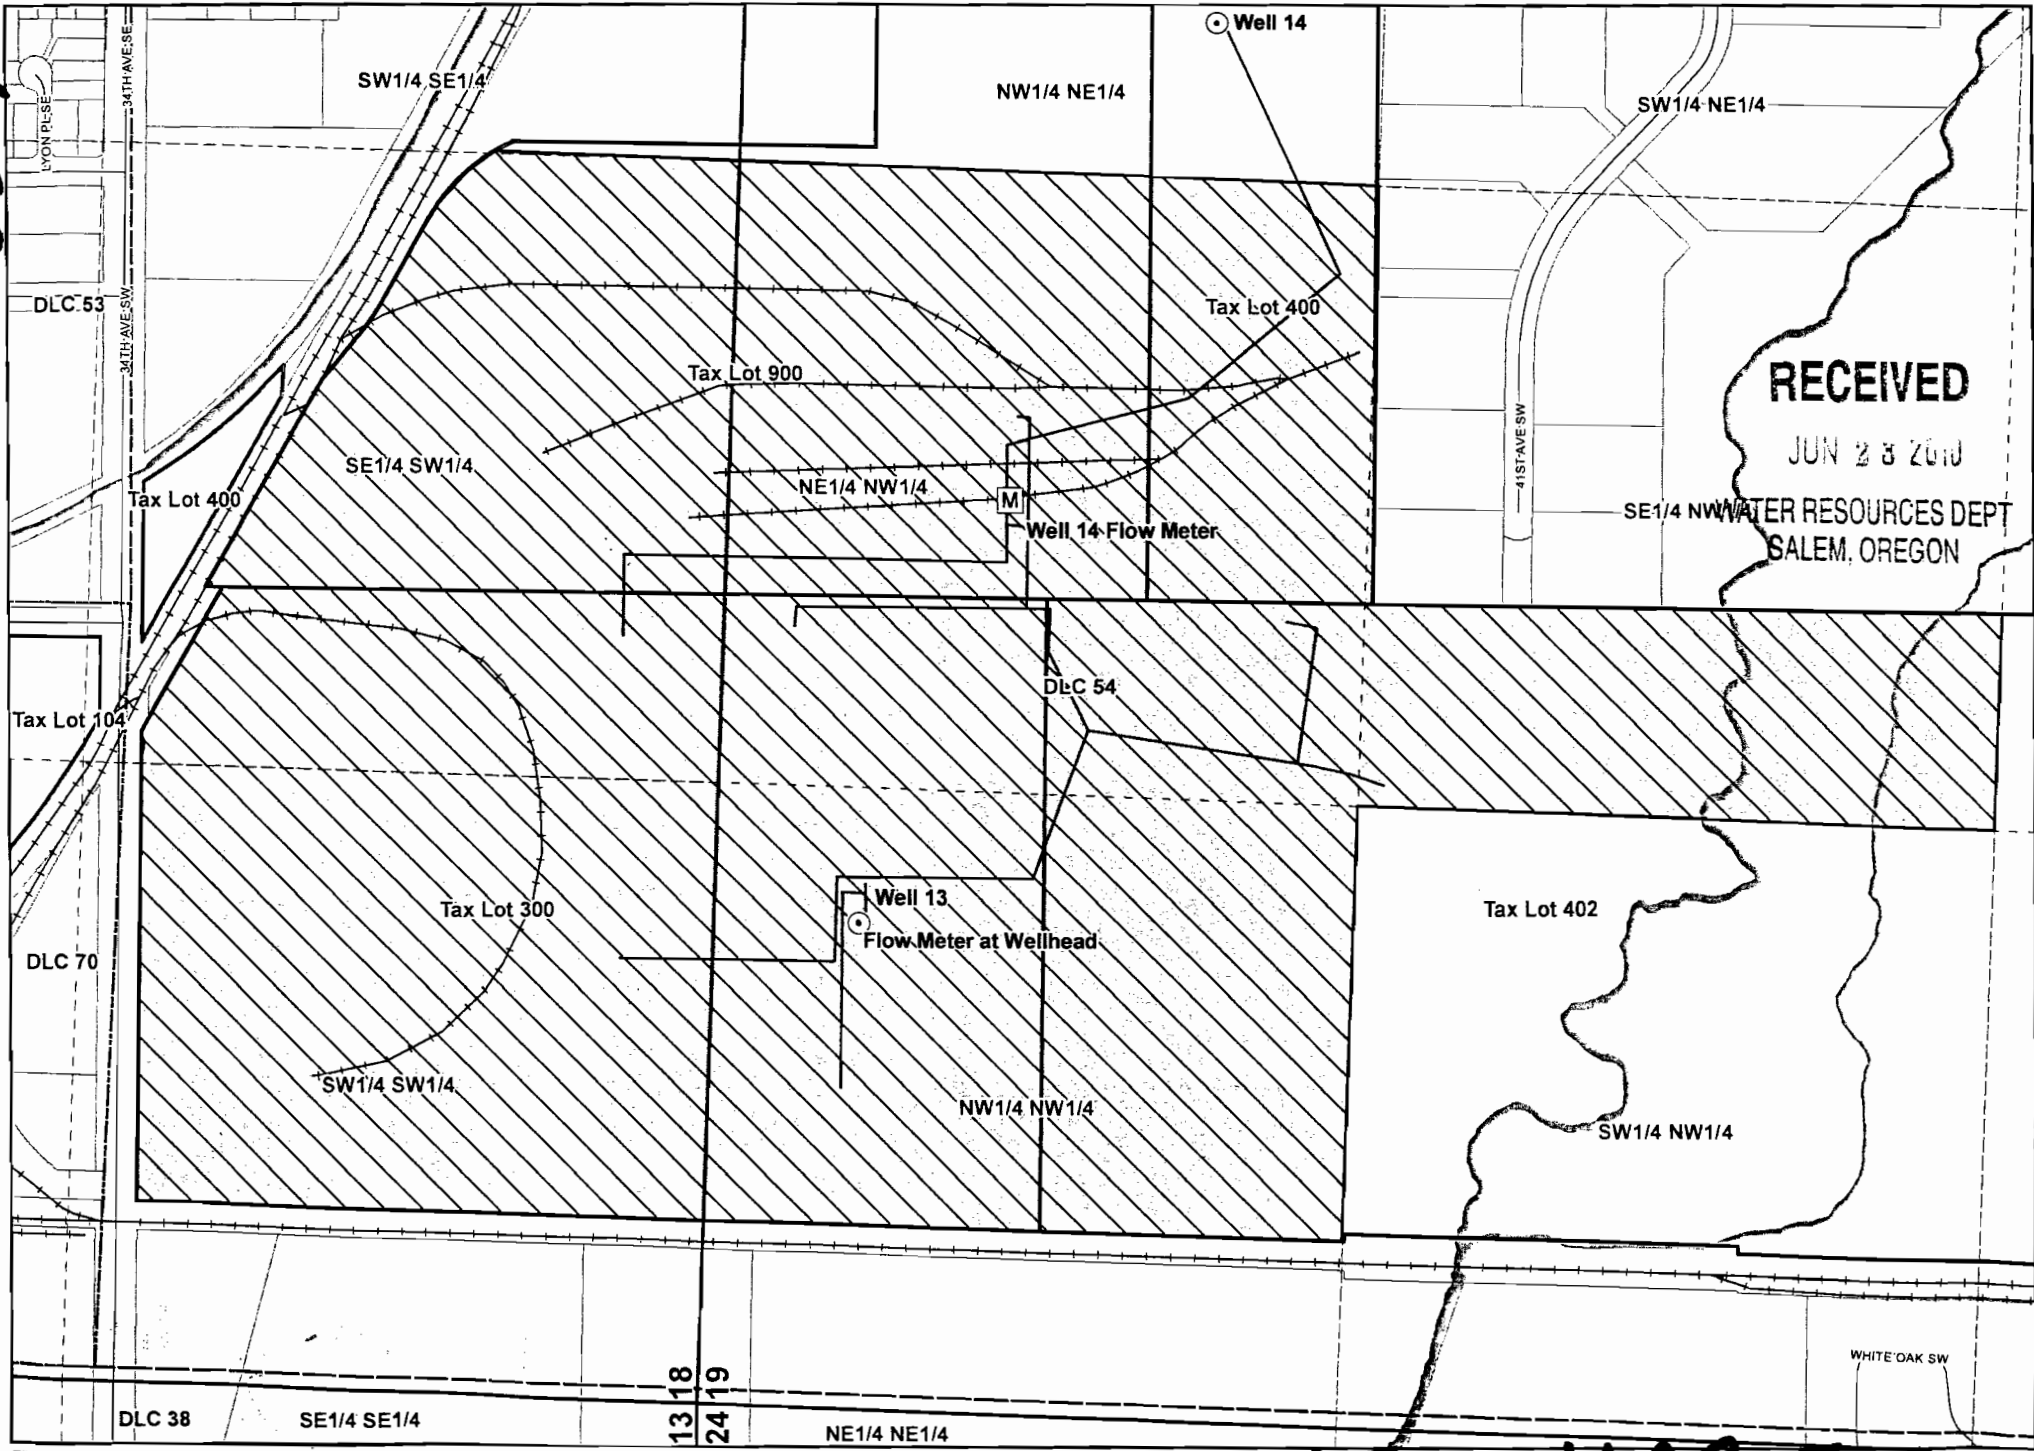 Well 14
34TH AVE SE
SW1/4 SE1/4
NW1/4 NE1/4
SW1/4 NE1/4
LYON PL SE
DLC 53
34TH AVE SW
Tax Lot 400
Tax Lot 900
RECEIVED
JUN 23 2010
41ST AVE SW
SE1/4 SW1/4
NE1/4 NW1/4
Tax Lot 400
M
SE1/4 NW1/4
WATER RESOURCES DEPT
SALEM, OREGON
Well 14 Flow Meter
DLC 54
Tax Lot 104
Well 13
Tax Lot 300
Tax Lot 402
Flow Meter at Wellhead
DLC 70
SW1/4 SW1/4
NW1/4 NW1/4
SW1/4 NW1/4
WHITE OAK SW
18 19
13 24
DLC 38
SE1/4 SE1/4
NE1/4 NE1/4